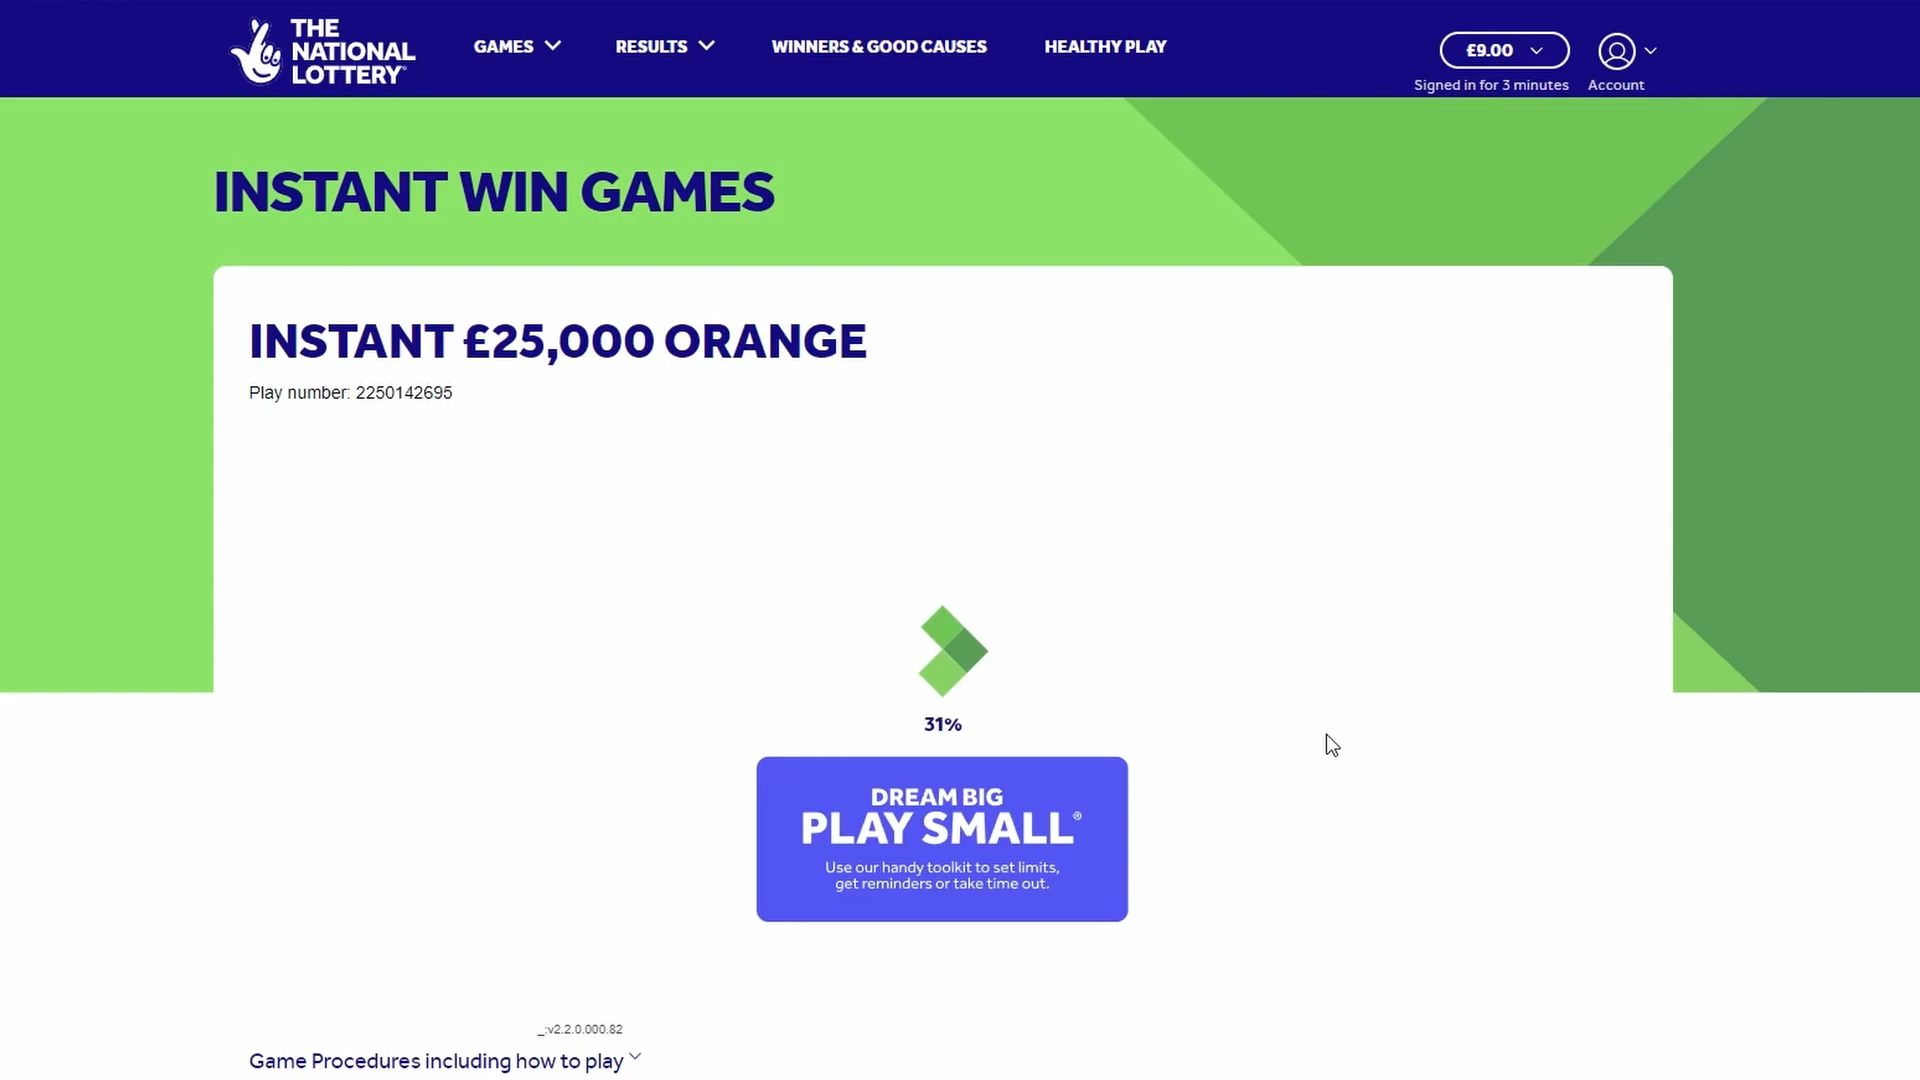 THE
NATIONAL
LOTTERY
GAMES
RESULTS
WINNERS & GOOD CAUSES
HEALTHY PLAY
£9.00
Signed in for 3 minutes
Account
INSTANT WIN GAMES
INSTANT £25,000 ORANGE
Play number: 2250142695
31%
DREAM BIG
PLAY SMALL®
Use our handy toolkit to set limits,
get reminders or take time out.
_:v2.2.0.000.82
Game Procedures including how to play